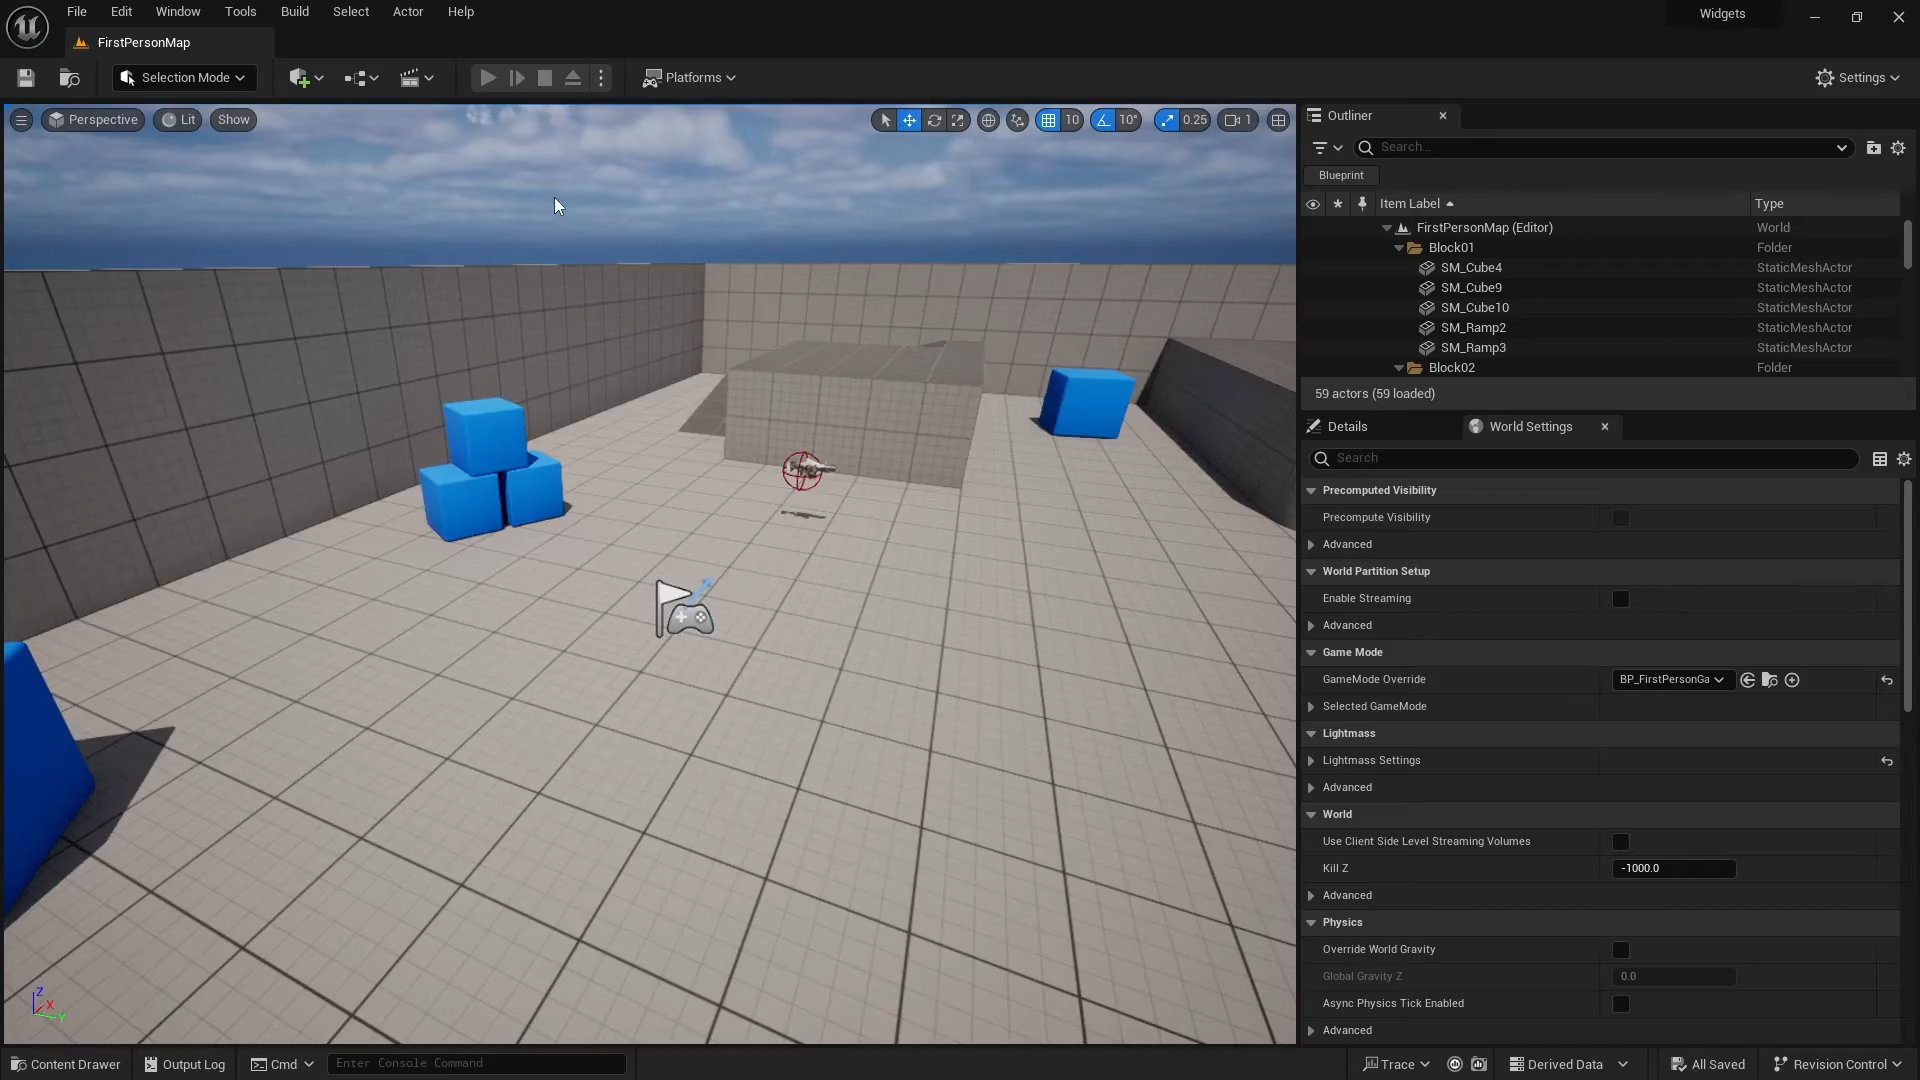 File Edit Window Tools Build Select Actor Help
Widgets
FirstPersonMap
Selection Mode
Platforms
Settings
Perspective Lit Show
10 10° 0.25 1
Outliner
Search...
Blueprint
Item Label Type
FirstPersonMap (Editor) World
Block01 Folder
SM_Cube4 StaticMeshActor
SM_Cube9 StaticMeshActor
SM_Cube10 StaticMeshActor
SM_Ramp2 StaticMeshActor
SM_Ramp3 StaticMeshActor
Block02 Folder
59 actors (59 loaded)
Details World Settings
Search
Precomputed Visibility
Precompute Visibility
Advanced
World Partition Setup
Enable Streaming
Advanced
Game Mode
GameMode Override BP_FirstPersonGa
Selected GameMode
Lightmass
Lightmass Settings
Advanced
World
Use Client Side Level Streaming Volumes
Kill Z -1000.0
Advanced
Physics
Override World Gravity
Global Gravity Z 0.0
Async Physics Tick Enabled
Advanced
Z
X
Y
Content Drawer Output Log Cmd Enter Console Command Trace Derived Data All Saved Revision Control